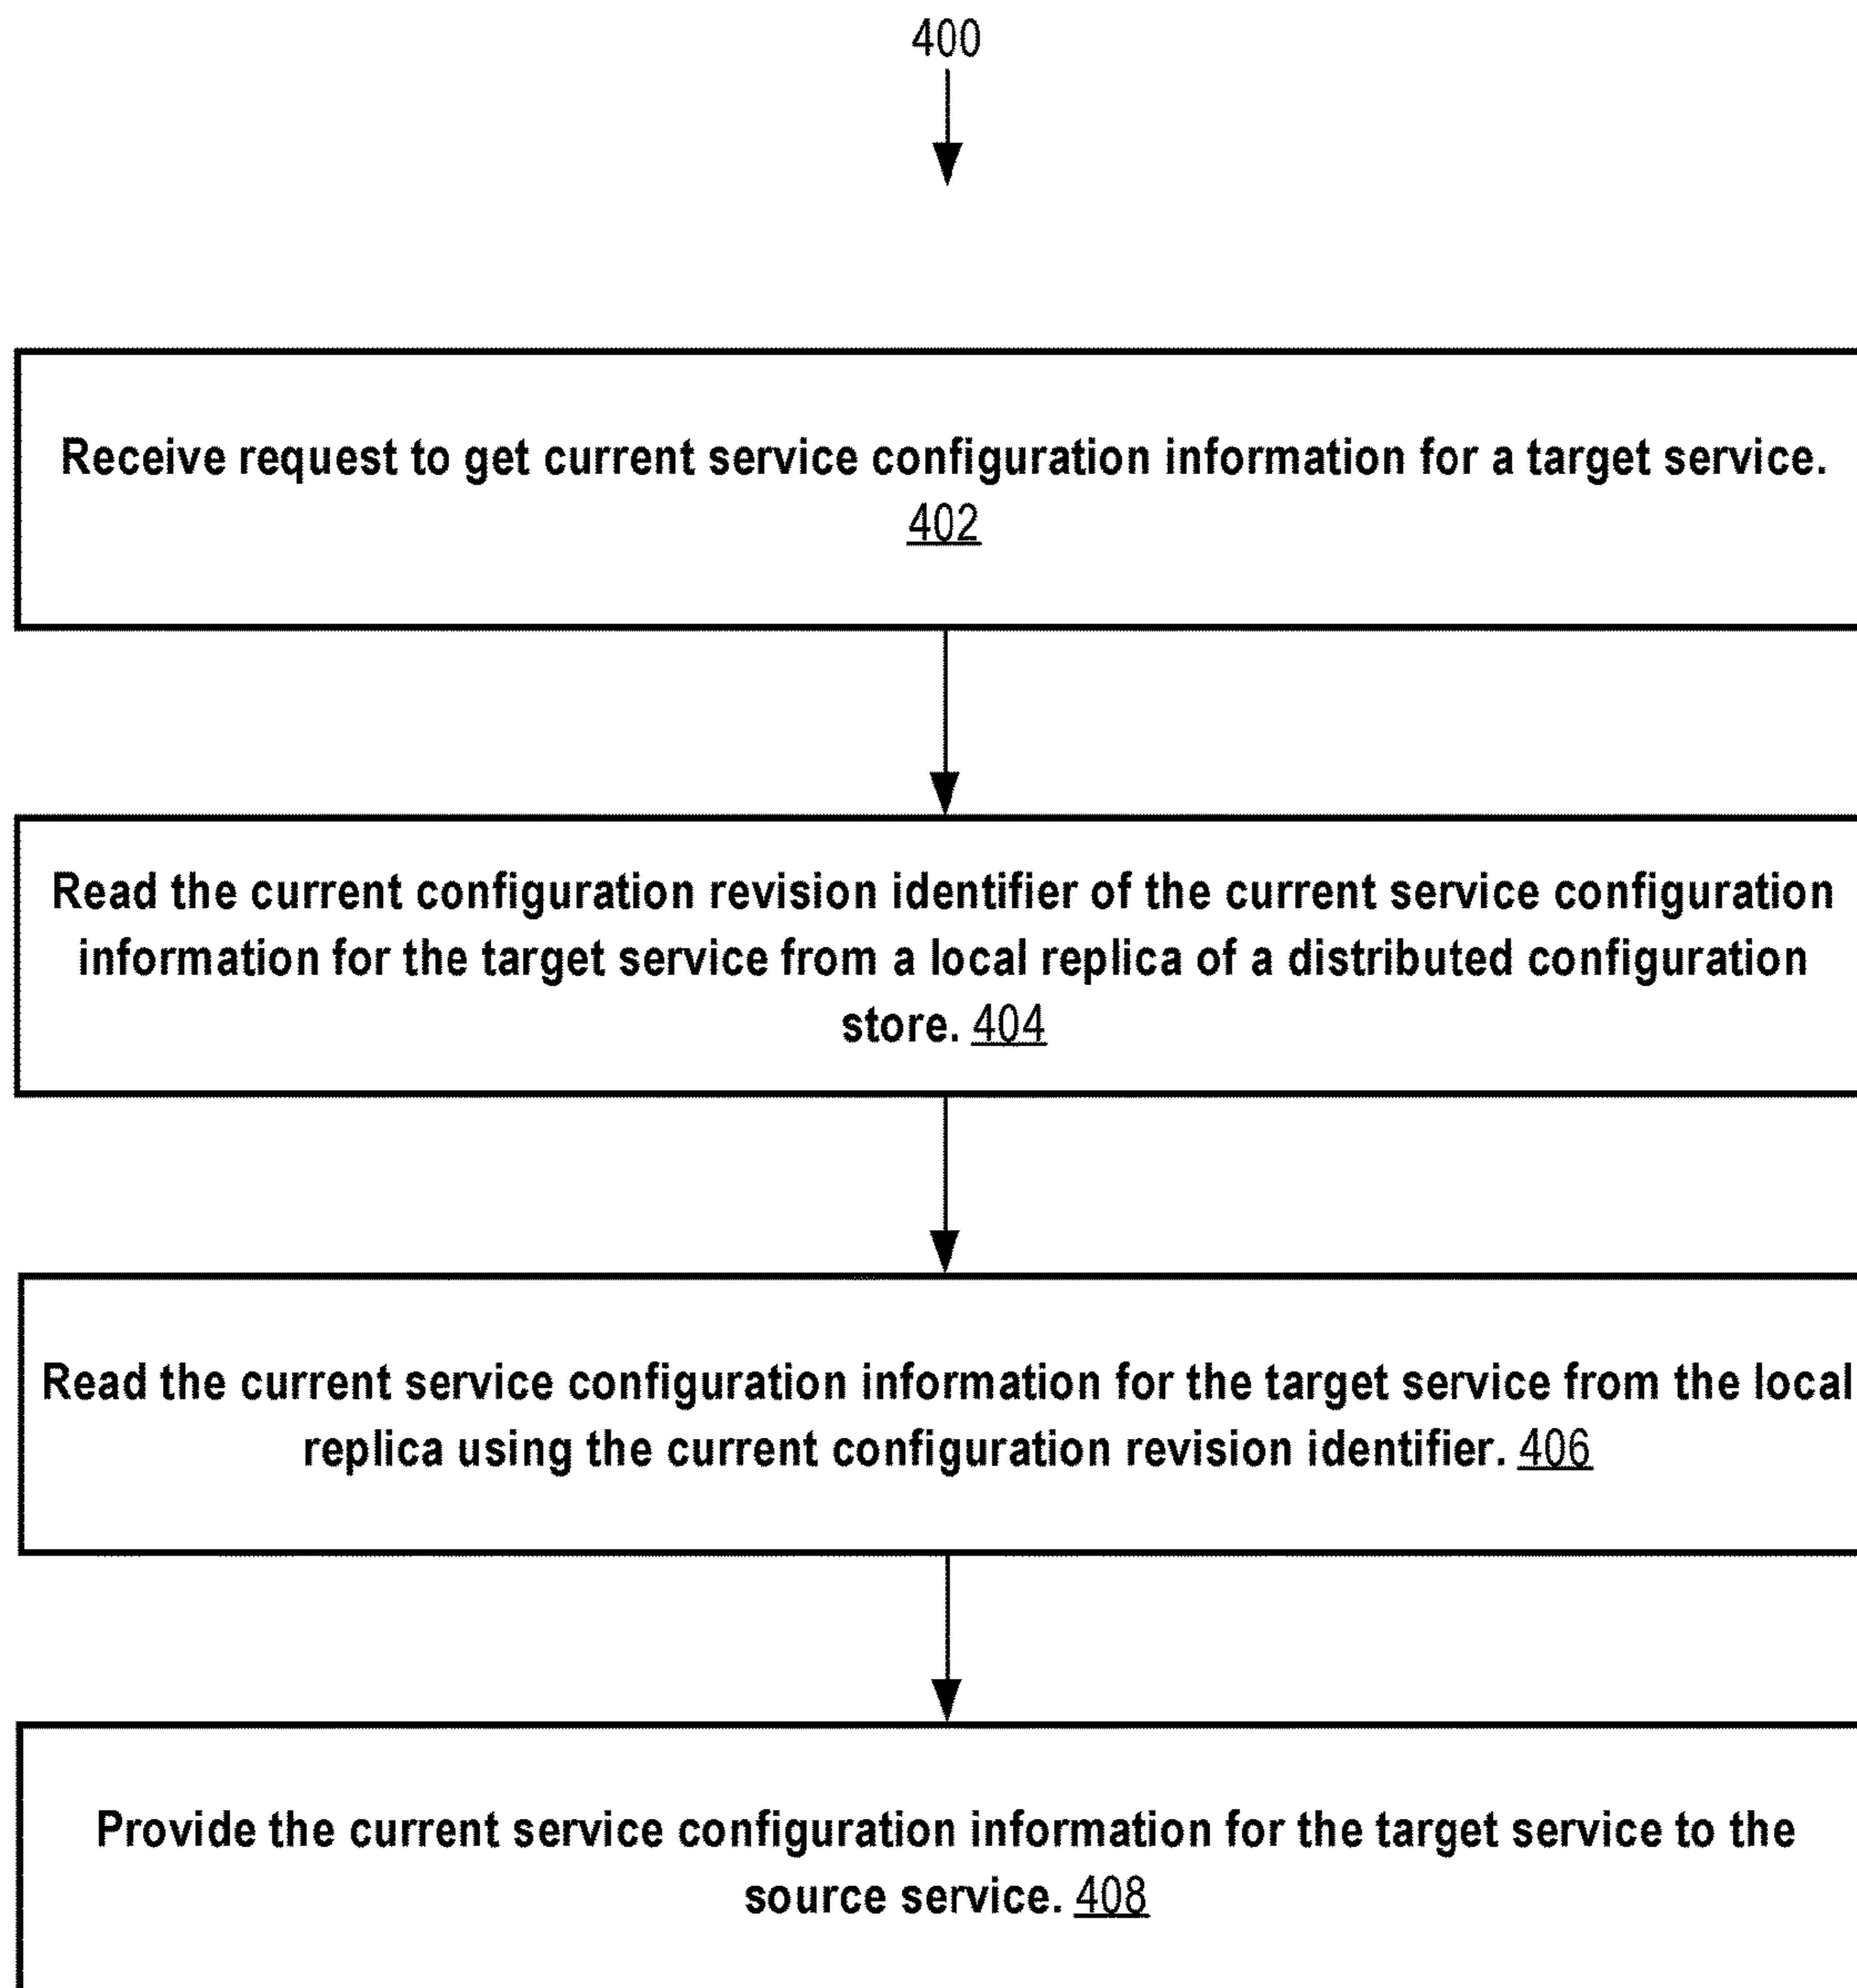 400
Receive request to get current service configuration information for a target service.
402
Read the current configuration revision identifier of the current service configuration
information for the target service from a local replica of a distributed configuration
store. 404
Read the current service configuration information for the target service from the local
replica using the current configuration revision identifier. 406
Provide the current service configuration information for the target service to the
source service. 408